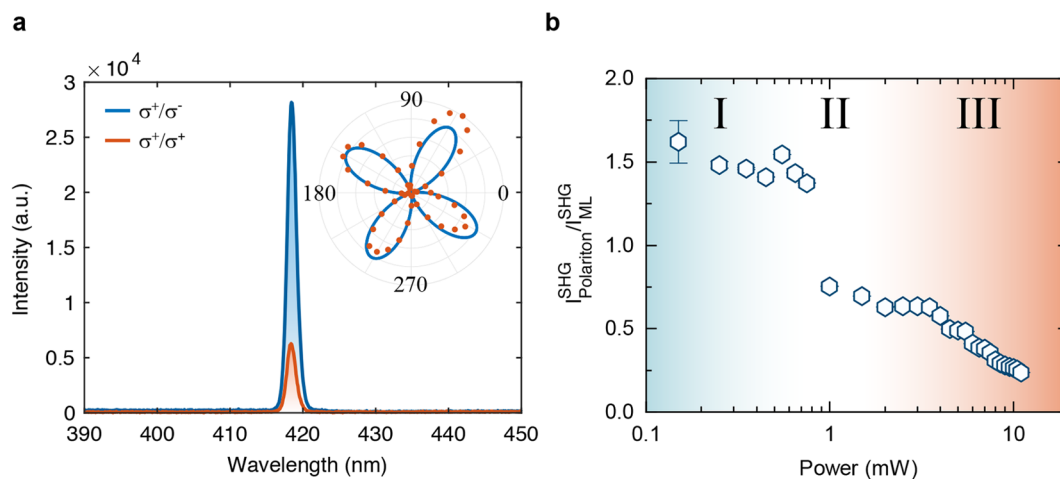 a
b
× 10⁴
3
2.5
2
1.5
1
0.5
0
Intensity (a.u.)
σ⁺/σ⁻
σ⁺/σ⁺
90
180
0
270
390
400
410
420
430
440
450
Wavelength (nm)
2.0
1.5
1.0
0.5
0.0
I^SHG_Polariton/I^SHG_ML
I
II
III
0.1
1
10
Power (mW)